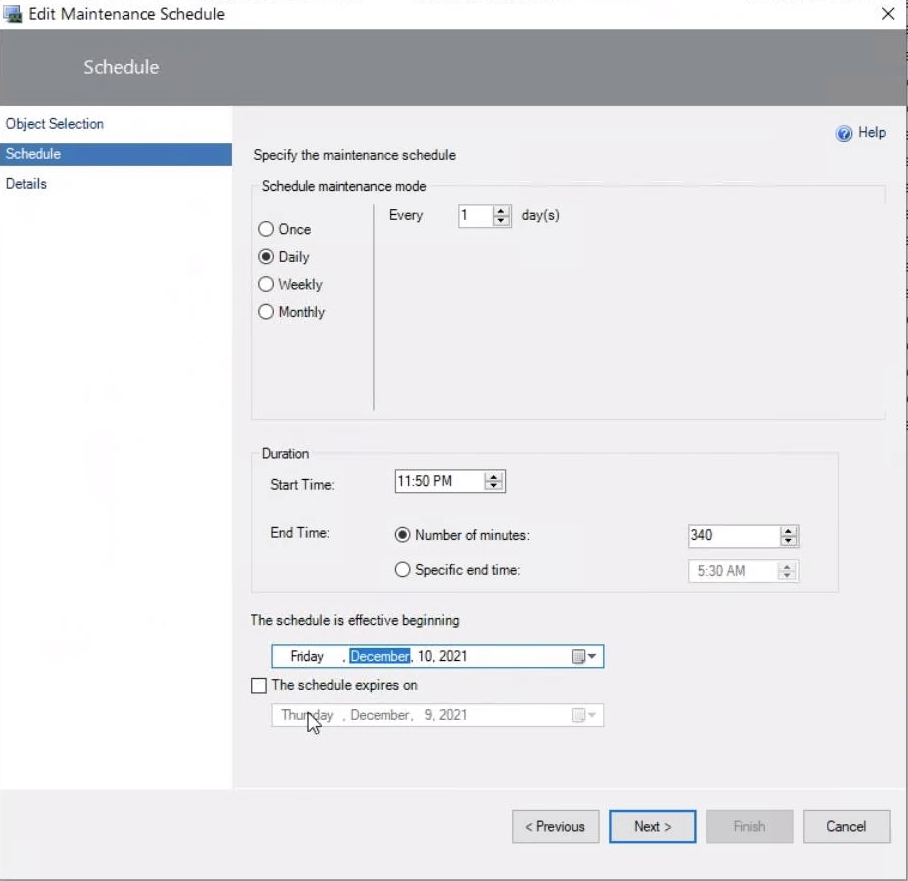 Edit Maintenance Schedule
Schedule
Object Selection
Schedule
Details
Help
Specify the maintenance schedule
Schedule maintenance mode
Every 1 day(s)
Once
Daily
Weekly
Monthly
Duration
Start Time: 11:50 PM
End Time: Number of minutes: 340
Specific end time: 5:30 AM
The schedule is effective beginning
Friday , December, 10, 2021
The schedule expires on
Thursday , December, 9, 2021
< Previous Next > Finish Cancel